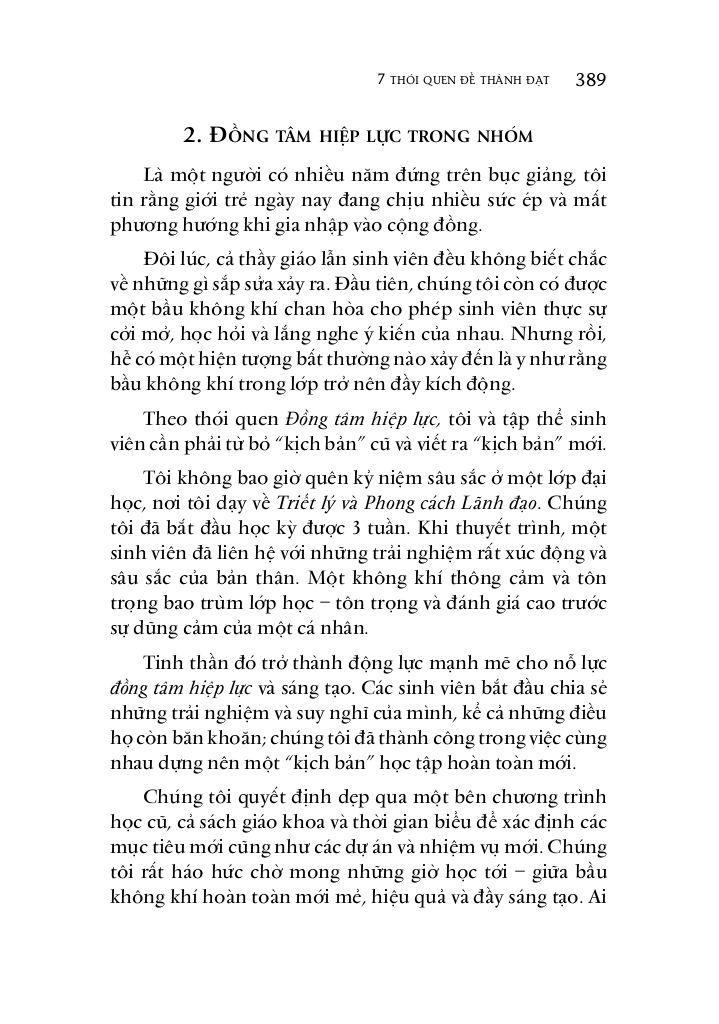 7 THÓI QUEN ĐỂ THÀNH ĐẠT 389
2. ĐỒNG TÂM HIỆP LỰC TRONG NHÓM
Là một người có nhiều năm đứng trên bục giảng, tôi
tin rằng giới trẻ ngày nay đang chịu nhiều sức ép và mất
phương hướng khi gia nhập vào cộng đồng.
Đôi lúc, cả thầy giáo lẫn sinh viên đều không biết chắc
về những gì sắp sửa xảy ra. Đầu tiên, chúng tôi còn có được
một bầu không khí chan hòa cho phép sinh viên thực sự
cởi mở, học hỏi và lắng nghe ý kiến của nhau. Nhưng rồi,
hễ có một hiện tượng bất thường nào xảy đến là y như rằng
bầu không khí trong lớp trở nên đầy kích động.
Theo thói quen Đồng tâm hiệp lực, tôi và tập thể sinh
viên cần phải từ bỏ “kịch bản” cũ và viết ra “kịch bản” mới.
Tôi không bao giờ quên kỷ niệm sâu sắc ở một lớp đại
học, nơi tôi dạy về Triết lý và Phong cách Lãnh đạo. Chúng
tôi đã bắt đầu học kỳ được 3 tuần. Khi thuyết trình, một
sinh viên đã liên hệ với những trải nghiệm rất xúc động và
sâu sắc của bản thân. Một không khí thông cảm và tôn
trọng bao trùm lớp học – tôn trọng và đánh giá cao trước
sự dũng cảm của một cá nhân.
Tinh thần đó trở thành động lực mạnh mẽ cho nỗ lực
đồng tâm hiệp lực và sáng tạo. Các sinh viên bắt đầu chia sẻ
những trải nghiệm và suy nghĩ của mình, kể cả những điều
họ còn băn khoăn; chúng tôi đã thành công trong việc cùng
nhau dựng nên một “kịch bản” học tập hoàn toàn mới.
Chúng tôi quyết định dẹp qua một bên chương trình
học cũ, cả sách giáo khoa và thời gian biểu để xác định các
mục tiêu mới cũng như các dự án và nhiệm vụ mới. Chúng
tôi rất háo hức chờ mong những giờ học tới – giữa bầu
không khí hoàn toàn mới mẻ, hiệu quả và đầy sáng tạo. Ai